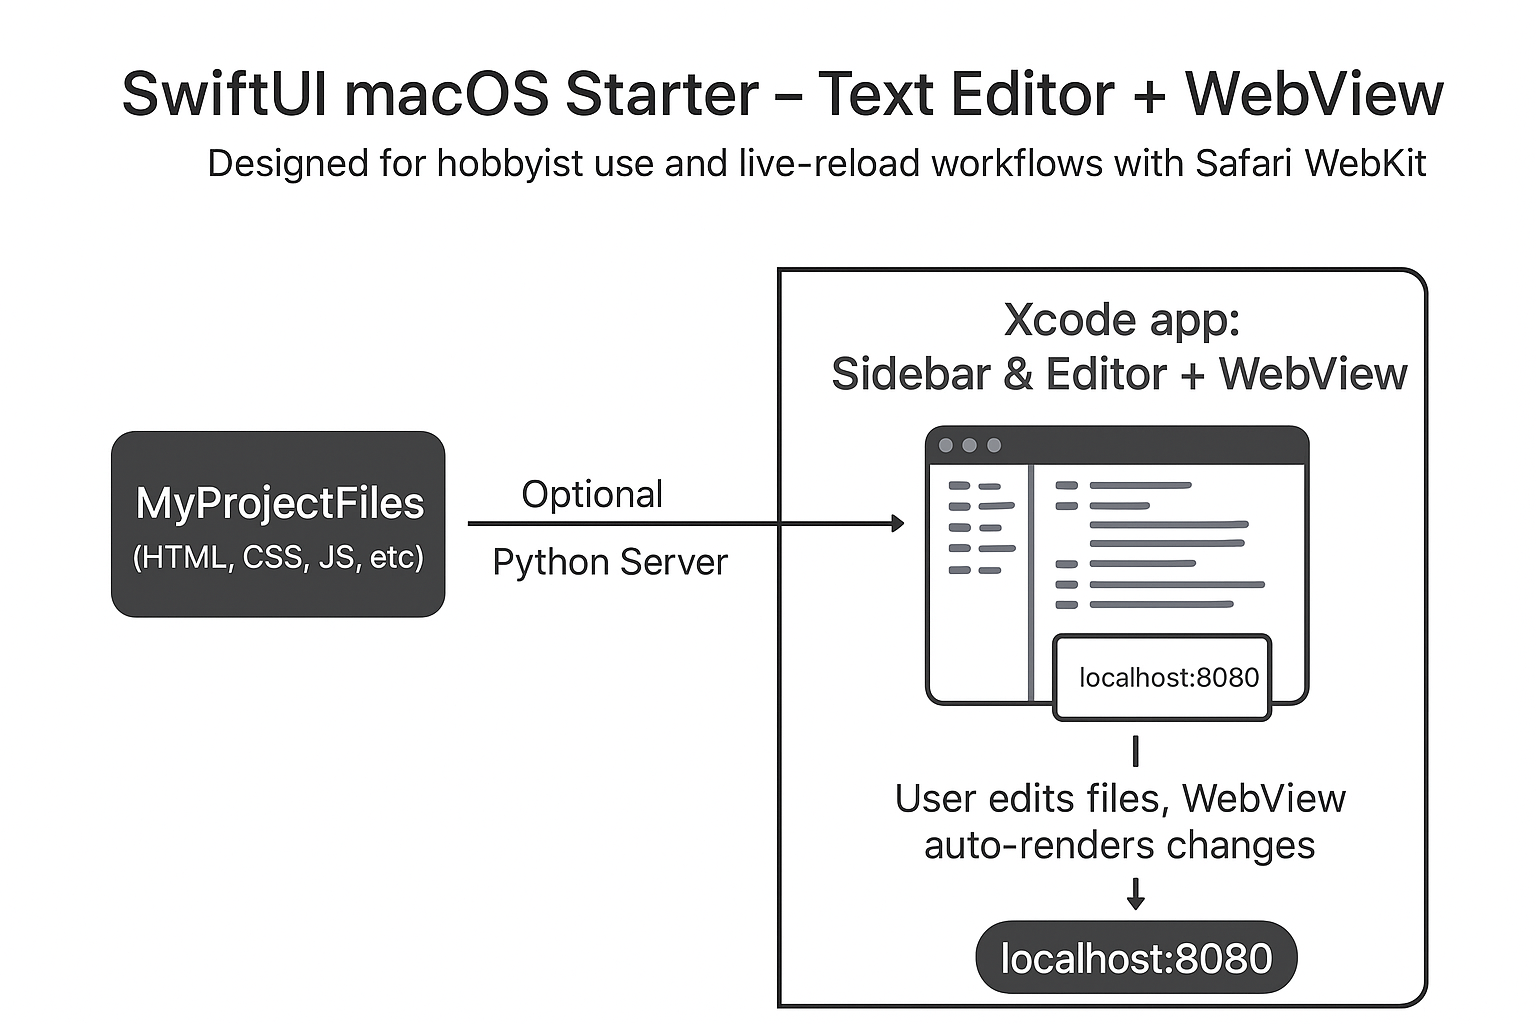 SwiftUI macOS Starter – Text Editor + WebView
Designed for hobbyist use and live-reload workflows with Safari WebKit
MyProjectFiles
(HTML, CSS, JS, etc)
Optional
Python Server
Xcode app:
Sidebar & Editor + WebView
localhost:8080
User edits files, WebView
auto-renders changes
localhost:8080